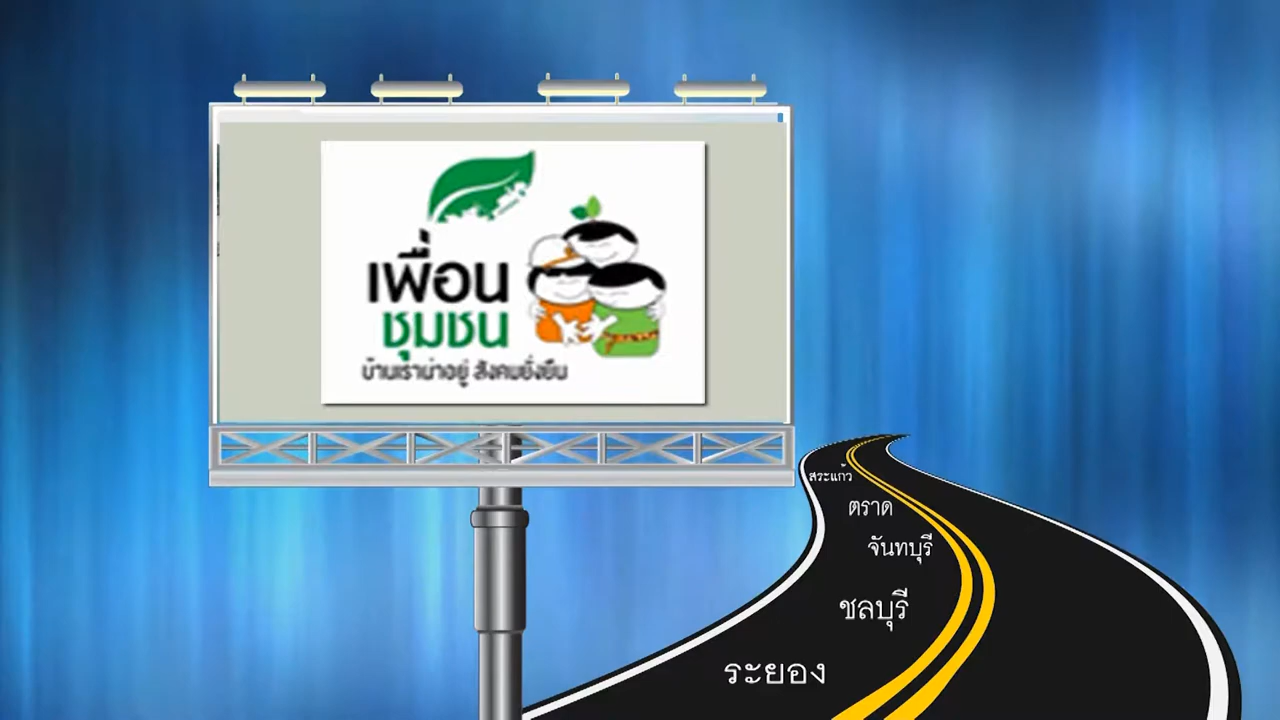 เพื่อน
ชุมชน
บ้านเราน่าอยู่ สังคมยั่งยืน
สระแก้ว
ตราด
จันทบุรี
ชลบุรี
ระยอง